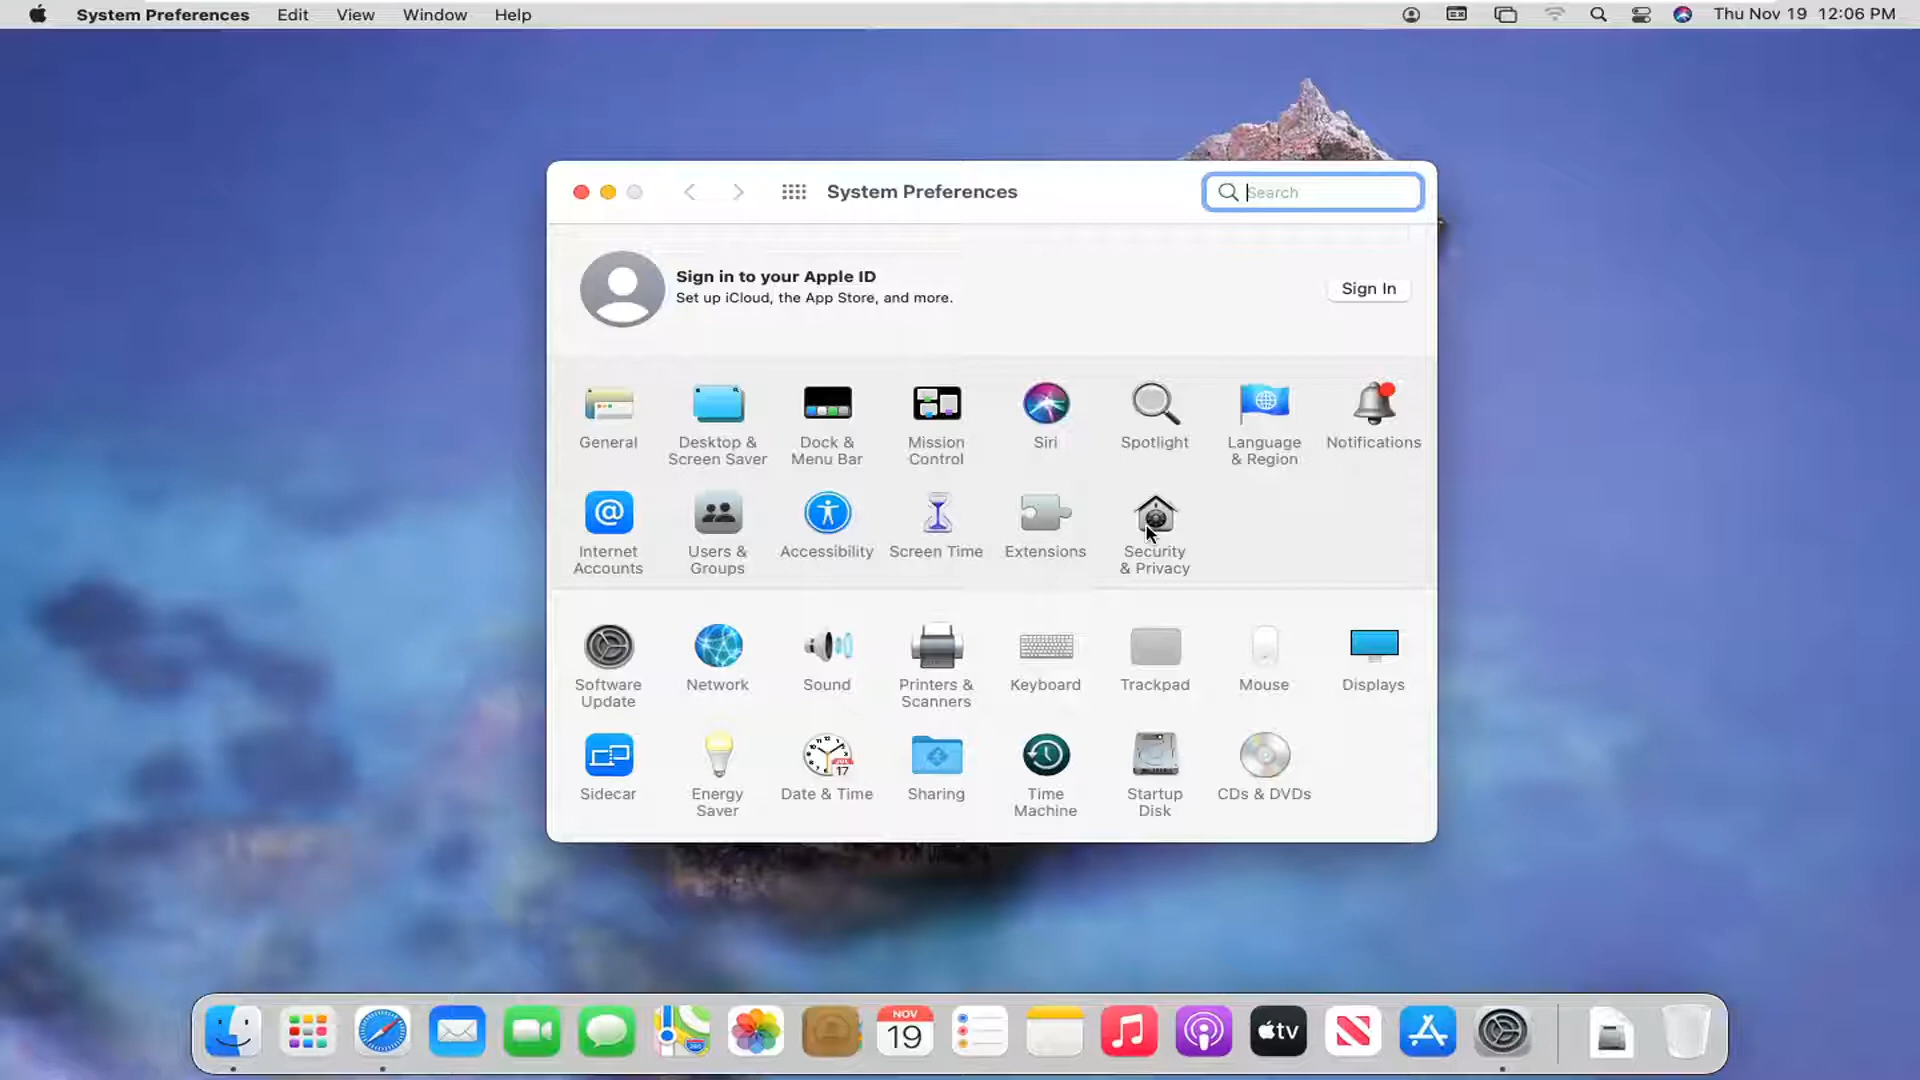 System Preferences Edit View Window Help Thu Nov 19 12:06 PM
System Preferences
Search
Sign in to your Apple ID
Set up iCloud, the App Store, and more.
Sign In
General
Desktop &
Screen Saver
Dock &
Menu Bar
Mission
Control
Siri
Spotlight
Language
& Region
Notifications
Internet
Accounts
Users &
Groups
Accessibility
Screen Time
Extensions
Security
& Privacy
Software
Update
Network
Sound
Printers &
Scanners
Keyboard
Trackpad
Mouse
Displays
Sidecar
Energy
Saver
Date & Time
Sharing
Time
Machine
Startup
Disk
CDs & DVDs
NOV
19
tv